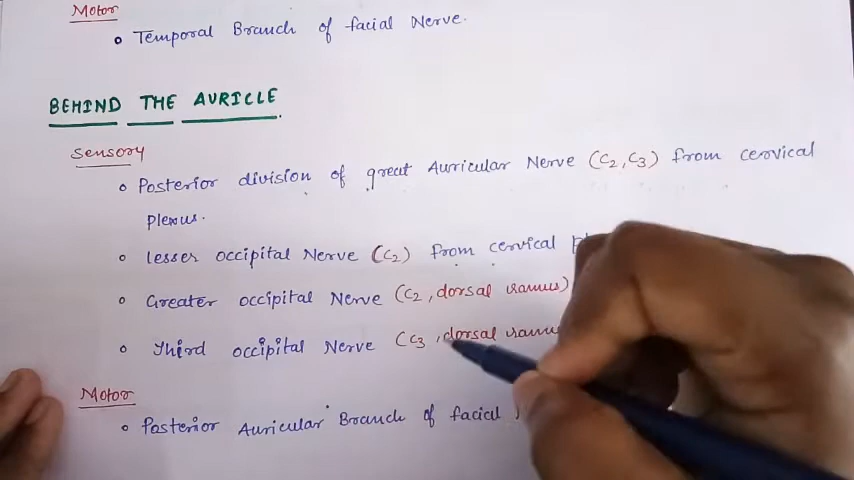 Motor
Temporal Branch of facial Nerve.
BEHIND THE AURICLE
Sensory
Posterior division of great Auricular Nerve (C2, C3) from cervical
plexus.
lesser occipital Nerve (C2) from cervical
Greater occipital Nerve (C2, dorsal ramus)
Third occipital Nerve (C3, dorsal ramus
Motor
Posterior Auricular Branch of facial